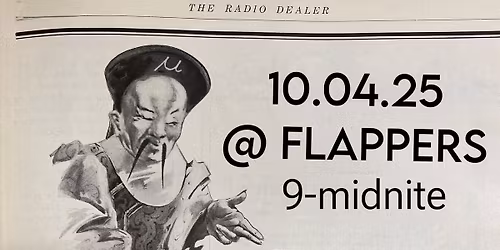 THE RADIO DEALER
μ
10.04.25
@ FLAPPERS
9-midnite